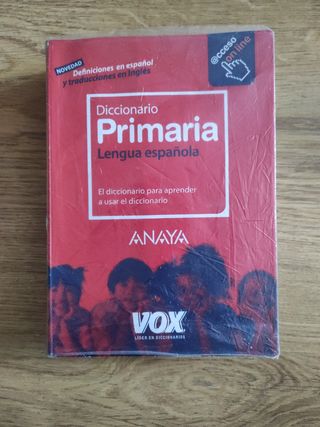 NOVEDAD
Definiciones en español
y traducciones en Inglés
@cceso
on line
Diccionario
Primaria
Lengua española
El diccionario para aprender
a usar el diccionario
ANAYA
VOX
LÍDER EN DICCIONARIOS